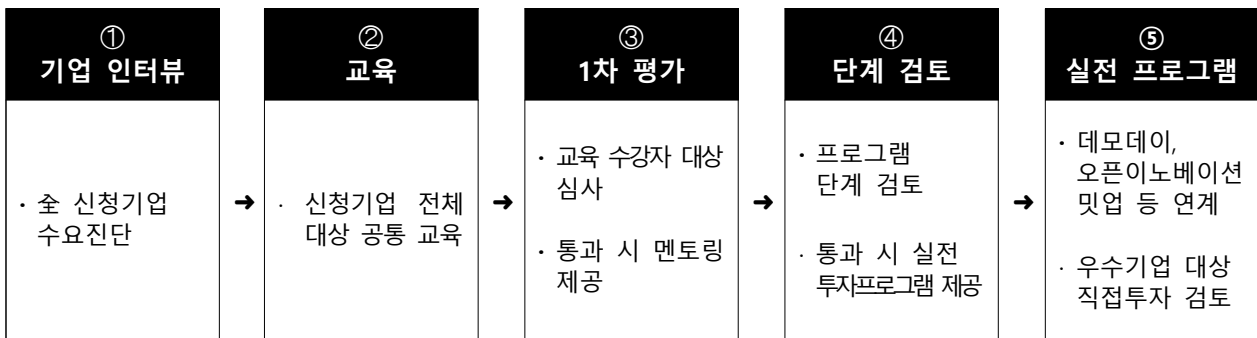 ①
기업 인터뷰
· 全 신청기업
수요진단
➜
②
교육
· 신청기업 전체
대상 공통 교육
➜
③
1차 평가
· 교육 수강자 대상
심사
· 통과 시 멘토링
제공
➜
④
단계 검토
· 프로그램
단계 검토
· 통과 시 실전
투자프로그램 제공
➜
⑤
실전 프로그램
· 데모데이,
오픈이노베이션
밋업 등 연계
· 우수기업 대상
직접투자 검토